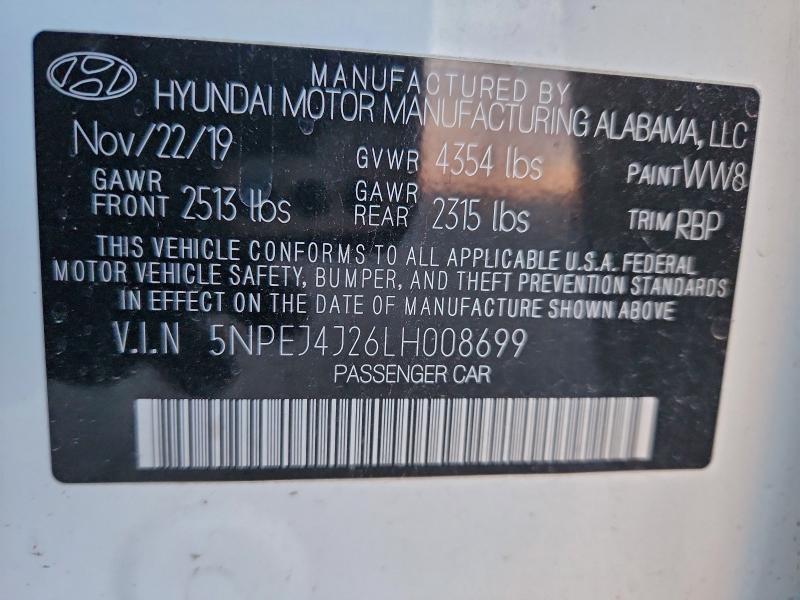 MANUFACTURED BY
HYUNDAI MOTOR MANUFACTURING ALABAMA, LLC
Nov/22/19 GVWR 4354 lbs PAINT WW8
GAWR FRONT 2513 lbs GAWR REAR 2315 lbs TRIM RBP
THIS VEHICLE CONFORMS TO ALL APPLICABLE U.S.A. FEDERAL
MOTOR VEHICLE SAFETY, BUMPER, AND THEFT PREVENTION STANDARDS
IN EFFECT ON THE DATE OF MANUFACTURE SHOWN ABOVE
V.I.N 5NPEJ4J26LH008699
PASSENGER CAR